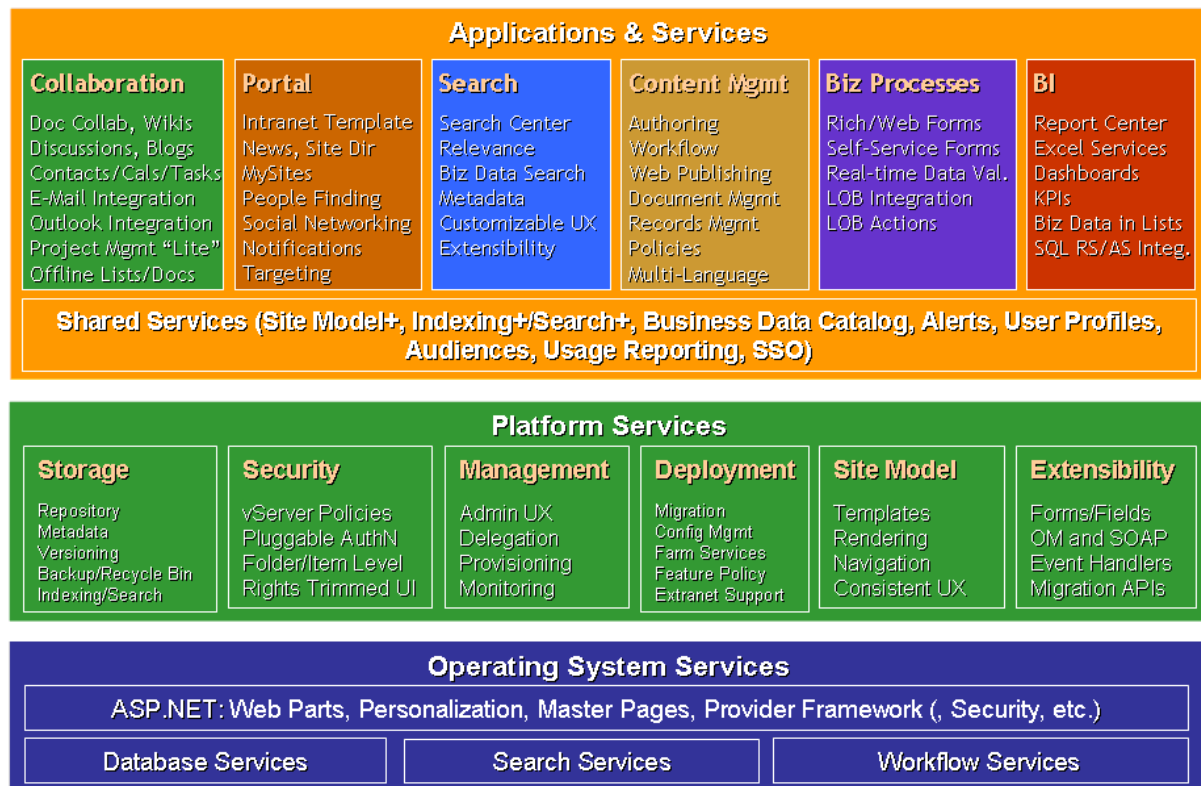 Applications & Services
Collaboration
Doc Collab, Wikis
Discussions, Blogs
Contacts/Cals/Tasks
E-Mail Integration
Outlook Integration
Project Mgmt “Lite”
Offline Lists/Docs
Portal
Intranet Template
News, Site Dir
MySites
People Finding
Social Networking
Notifications
Targeting
Search
Search Center
Relevance
Biz Data Search
Metadata
Customizable UX
Extensibility
Content Mgmt
Authoring
Workflow
Web Publishing
Document Mgmt
Records Mgmt
Policies
Multi-Language
Biz Processes
Rich/Web Forms
Self-Service Forms
Real-time Data Val.
LOB Integration
LOB Actions
BI
Report Center
Excel Services
Dashboards
KPIs
Biz Data in Lists
SQL RS/AS Integ.
Shared Services (Site Model+, Indexing+/Search+, Business Data Catalog, Alerts, User Profiles,
Audiences, Usage Reporting, SSO)
Platform Services
Storage
Repository
Metadata
Versioning
Backup/Recycle Bin
Indexing/Search
Security
vServer Policies
Pluggable AuthN
Folder/Item Level
Rights Trimmed UI
Management
Admin UX
Delegation
Provisioning
Monitoring
Deployment
Migration
Config Mgmt
Farm Services
Feature Policy
Extranet Support
Site Model
Templates
Rendering
Navigation
Consistent UX
Extensibility
Forms/Fields
OM and SOAP
Event Handlers
Migration APIs
Operating System Services
ASP.NET: Web Parts, Personalization, Master Pages, Provider Framework (, Security, etc.)
Database Services
Search Services
Workflow Services